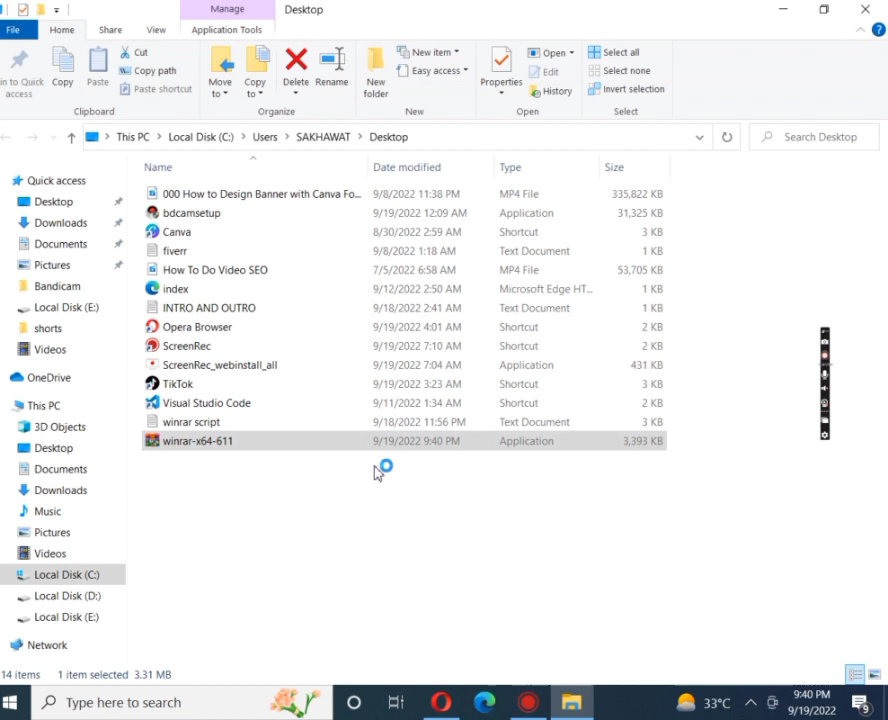 Manage
Desktop
File
Home
Share
View
Application Tools
in to Quick access
Copy
Paste
Cut
Copy path
Paste shortcut
Clipboard
Move to
Copy to
Delete
Rename
Organize
New folder
New item
Easy access
New
Properties
Open
Edit
History
Open
Select all
Select none
Invert selection
Select
This PC > Local Disk (C:) > Users > SAKHAWAT > Desktop
Search Desktop
Name Date modified Type Size
Quick access
Desktop
Downloads
Documents
Pictures
Bandicam
Local Disk (E:)
shorts
Videos
OneDrive
This PC
3D Objects
Desktop
Documents
Downloads
Music
Pictures
Videos
Local Disk (C:)
Local Disk (D:)
Local Disk (E:)
Network
000 How to Design Banner with Canva Fo... 9/8/2022 11:38 PM MP4 File 335,822 KB
bdcamsetup 9/19/2022 12:09 AM Application 31,325 KB
Canva 8/30/2022 2:59 AM Shortcut 3 KB
fiverr 9/8/2022 1:18 AM Text Document 1 KB
How To Do Video SEO 7/5/2022 6:58 AM MP4 File 53,705 KB
index 9/12/2022 2:50 AM Microsoft Edge HT... 1 KB
INTRO AND OUTRO 9/18/2022 2:41 AM Text Document 1 KB
Opera Browser 9/19/2022 4:01 AM Shortcut 2 KB
ScreenRec 9/19/2022 7:10 AM Shortcut 2 KB
ScreenRec_webinstall_all 9/19/2022 7:04 AM Application 431 KB
TikTok 9/19/2022 3:23 AM Shortcut 3 KB
Visual Studio Code 9/11/2022 1:34 AM Shortcut 2 KB
winrar script 9/18/2022 11:56 PM Text Document 3 KB
winrar-x64-611 9/19/2022 9:40 PM Application 3,393 KB
14 items 1 item selected 3.31 MB
Type here to search
33°C
9:40 PM
9/19/2022
9